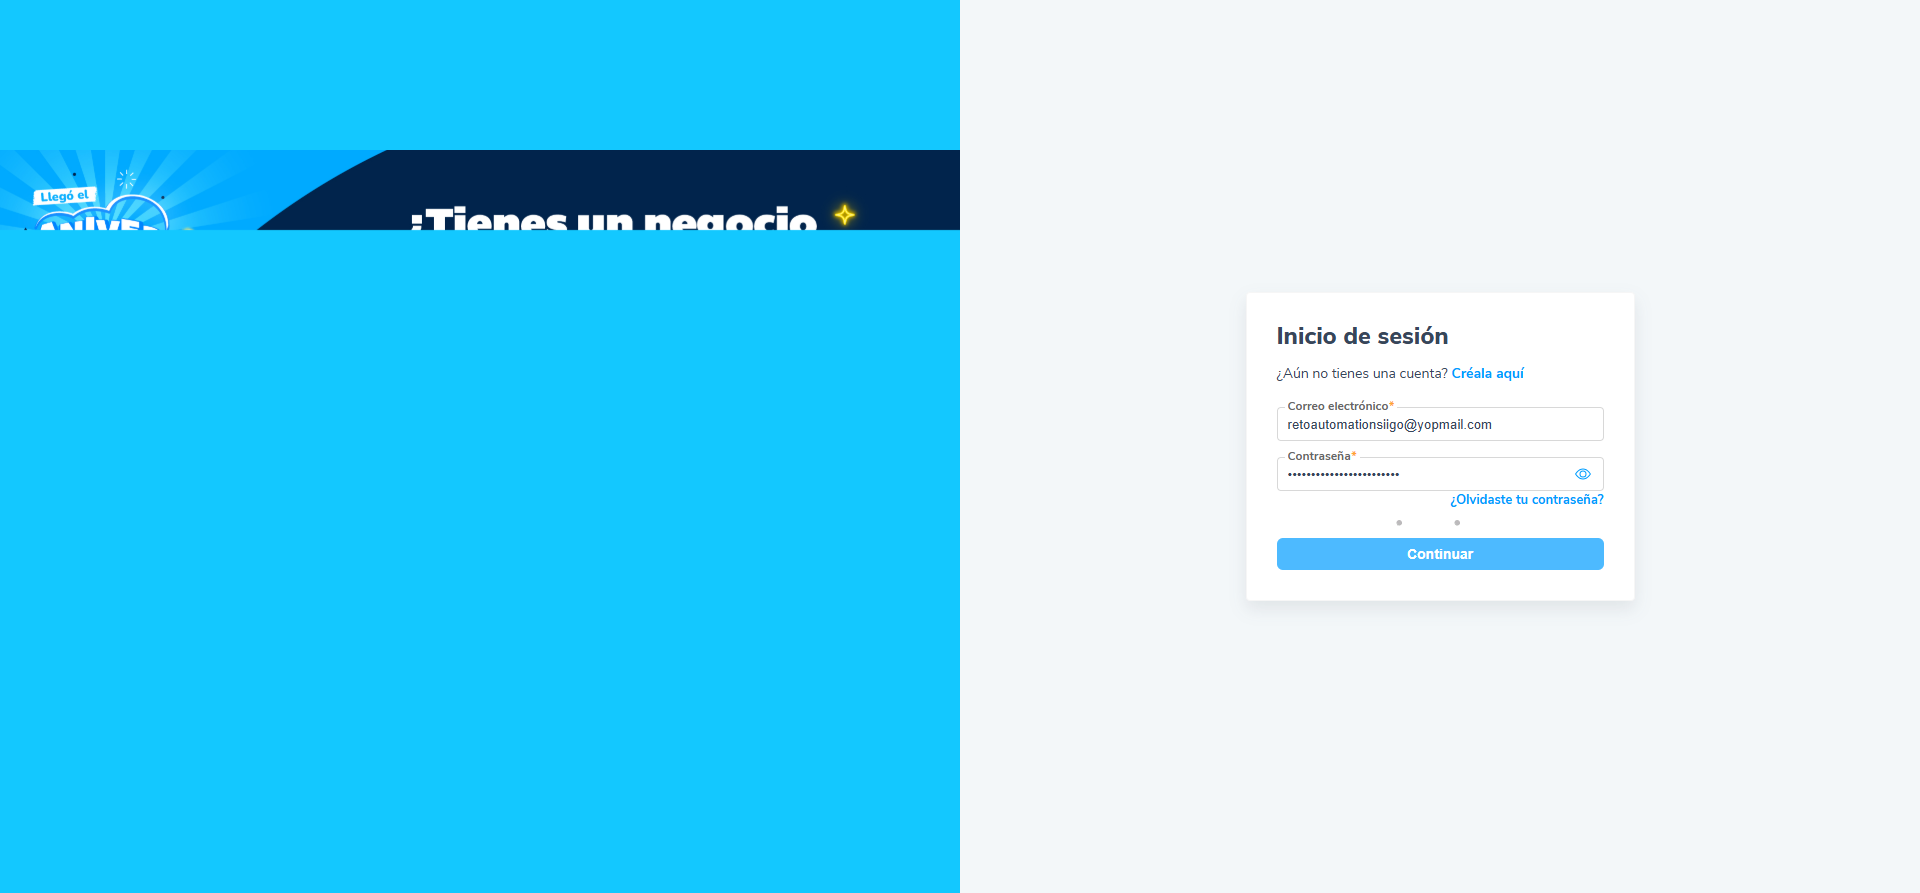 Llegó el
ANIVER
¿Tienes un negocio
Inicio de sesión
¿Aún no tienes una cuenta? Créala aquí
Correo electrónico*
retoautomationsiigo@yopmail.com
Contraseña*
••••••••••••••••••••••••
¿Olvidaste tu contraseña?
Continuar